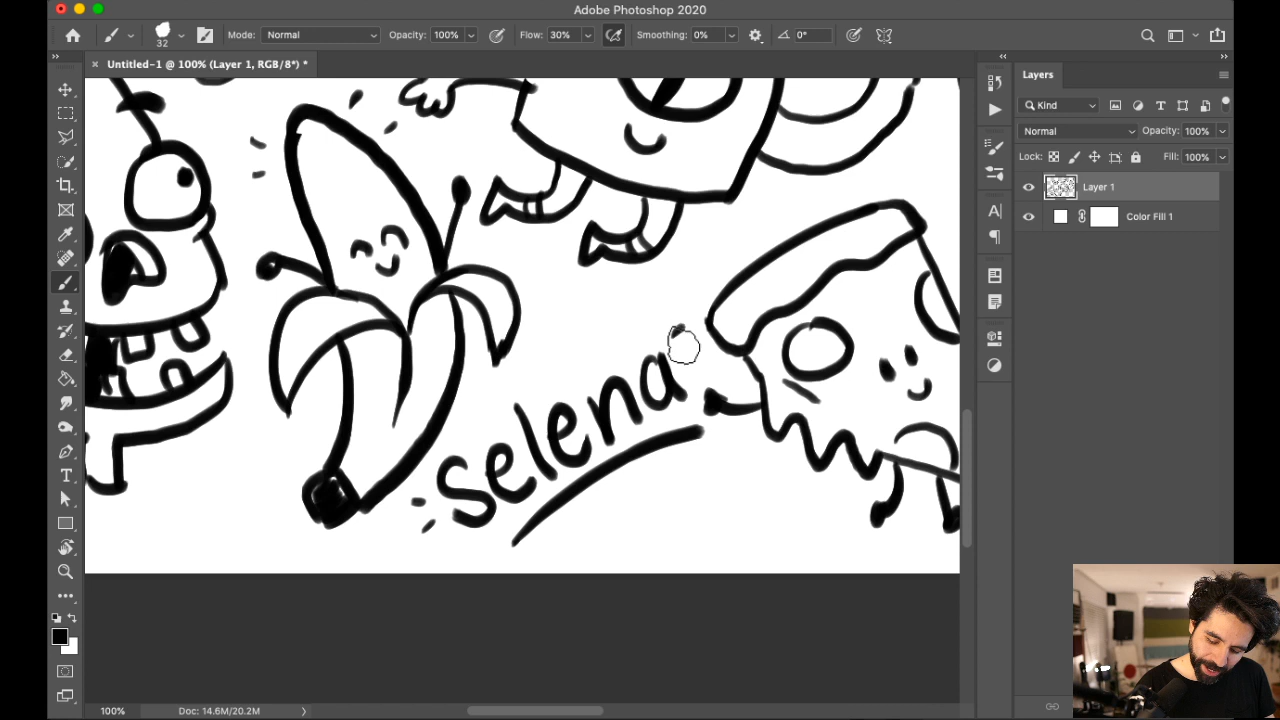 Adobe Photoshop 2020
32 Mode: Normal Opacity: 100% Flow: 30% Smoothing: 0% 0°
× Untitled-1 @ 100% (Layer 1, RGB/8*) *
Layers
Kind
Normal Opacity: 100%
Lock: Fill: 100%
Layer 1
Color Fill 1
selena
100% Doc: 14.6M/20.2M